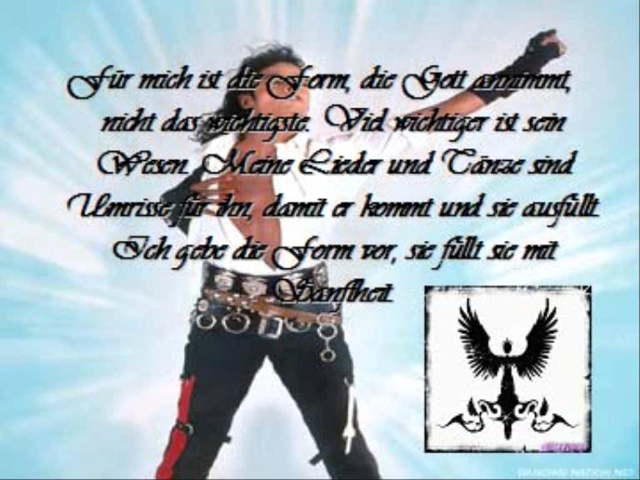 Für mich ist die Form, die Gott annimmt,
nicht das wichtigste. Viel wichtiger ist sein
Wesen. Meine Lieder und Tänze sind
Umrisse für ihn, damit er kommt und sie ausfüllt.
Ich gebe die Form vor, sie füllt sie mit
Sanftheit.